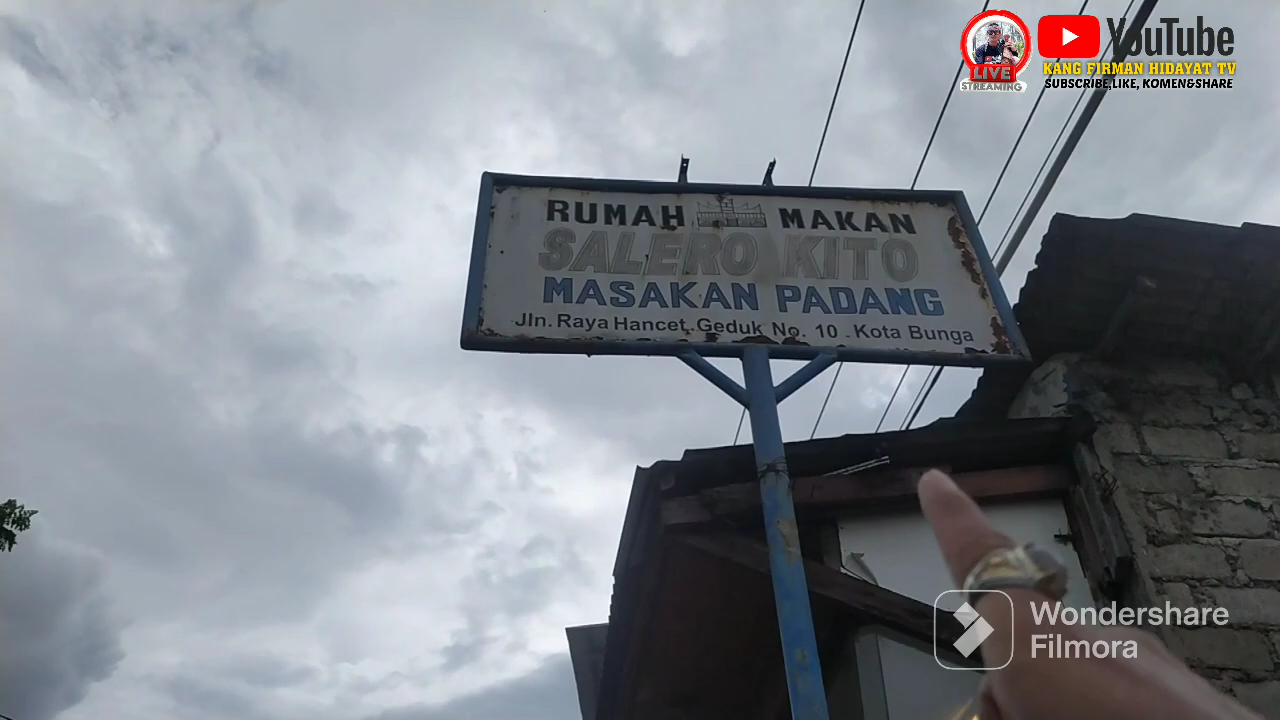 YouTube
KANG FIRMAN HIDAYAT TV
LIVE
STREAMING
SUBSCRIBE,LIKE, KOMEN&SHARE
RUMAH MAKAN
SALERO KITO
MASAKAN PADANG
Jln. Raya Hancet. Geduk No. 10 . Kota Bunga
Wondershare
Filmora